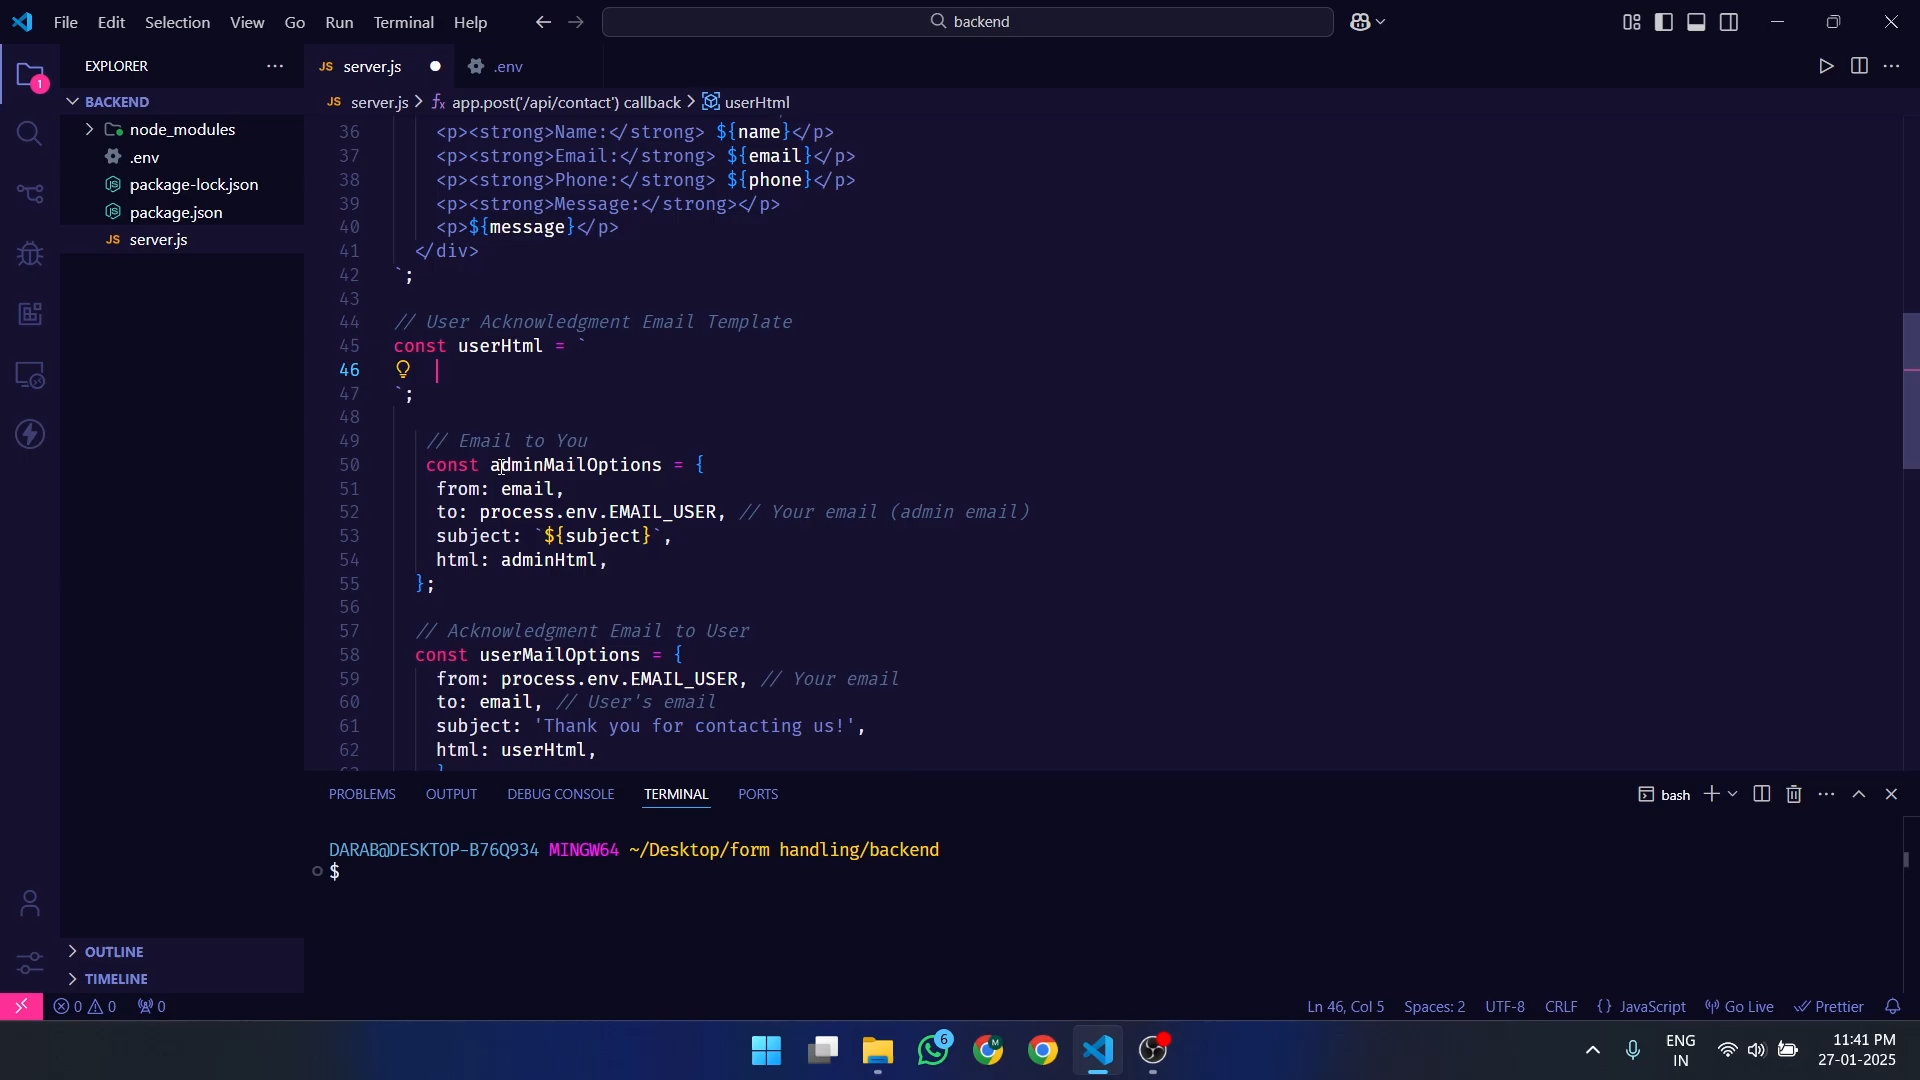 File Edit Selection View Go Run Terminal Help
backend
EXPLORER
JS server.js
.env
1
BACKEND
JS server.js > app.post('/api/contact') callback > userHtml
node_modules
.env
package-lock.json
package.json
JS server.js
36 <p><strong>Name:</strong> ${name}</p>
37 <p><strong>Email:</strong> ${email}</p>
38 <p><strong>Phone:</strong> ${phone}</p>
39 <p><strong>Message:</strong></p>
40 <p>${message}</p>
41 </div>
42 `;
43
44 // User Acknowledgment Email Template
45 const userHtml = `
46
47 `;
48
49 // Email to You
50 const adminMailOptions = {
51 from: email,
52 to: process.env.EMAIL_USER, // Your email (admin email)
53 subject: `${subject}`,
54 html: adminHtml,
55 };
56
57 // Acknowledgment Email to User
58 const userMailOptions = {
59 from: process.env.EMAIL_USER, // Your email
60 to: email, // User's email
61 subject: 'Thank you for contacting us!',
62 html: userHtml,
PROBLEMS OUTPUT DEBUG CONSOLE TERMINAL PORTS
bash
DARAB@DESKTOP-B76Q934 MINGW64 ~/Desktop/form handling/backend
$
OUTLINE
TIMELINE
0 0 0
Ln 46, Col 5 Spaces: 2 UTF-8 CRLF {} JavaScript Go Live Prettier
6
M
ENG
IN
11:41 PM
27-01-2025